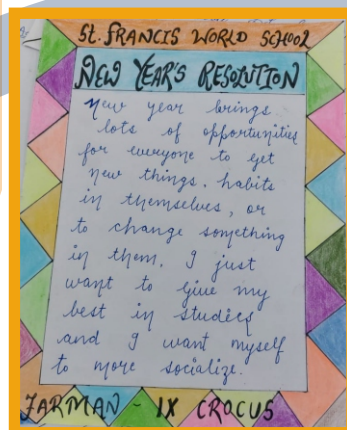 St. FRANCIS WORLD SCHOOL
NEW YEAR'S RESOLUTION
New year brings
lots of opportunities
for everyone to get
new things, habits
in themselves, or
to change something
in them. I just
want to give my
best in studies
and I want myself
to more socialize.
FARMAN - IX CROCUS